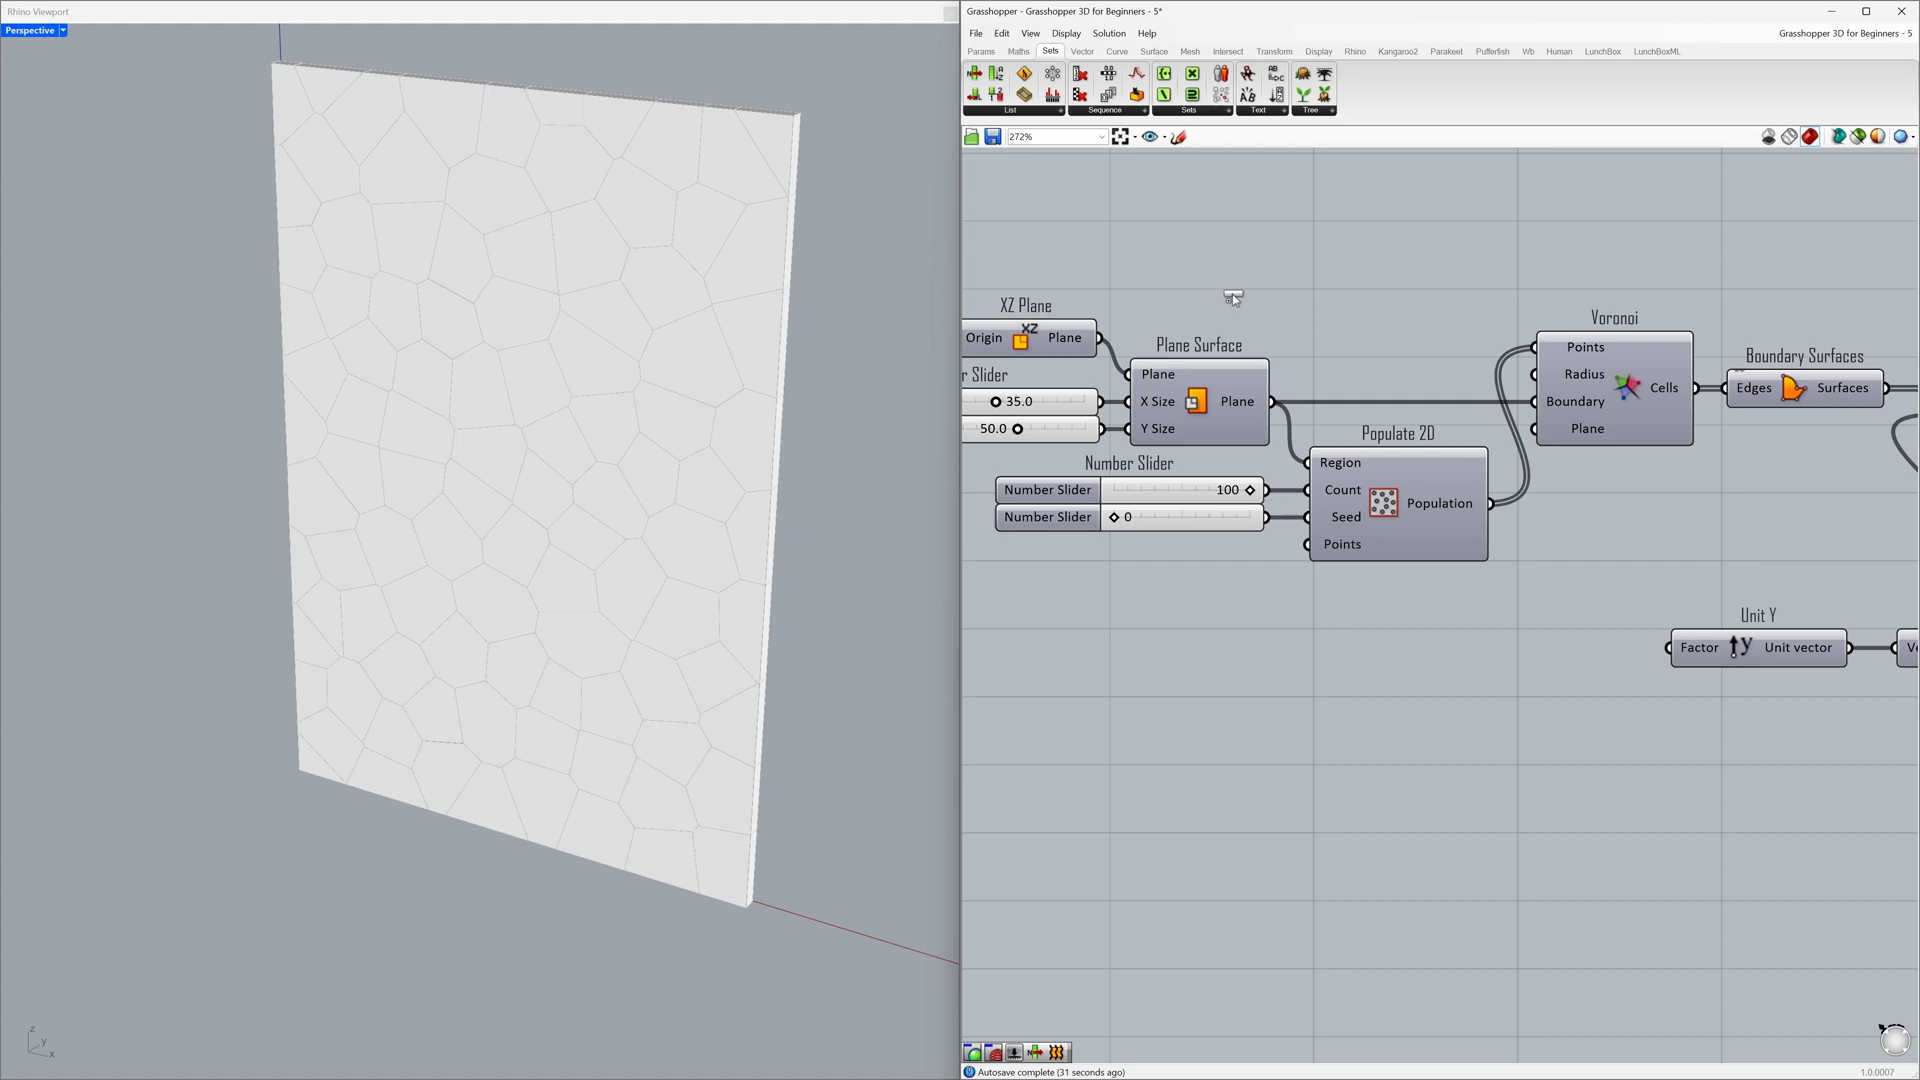 Rhino Viewport
Perspective
z
y
x
Grasshopper - Grasshopper 3D for Beginners - 5*
File Edit View Display Solution Help
Grasshopper 3D for Beginners - 5
Params Maths Sets Vector Curve Surface Mesh Intersect Transform Display Rhino Kangaroo2 Parakeet Pufferfish Wb Human LunchBox LunchBoxML
List Sequence Sets Text Tree
272%
XZ Plane
Origin XZ Plane
r Slider
35.0
50.0
Plane Surface
Plane
X Size Plane
Y Size
Number Slider
Number Slider 100
Number Slider 0
Populate 2D
Region
Count
Population
Seed
Points
Voronoi
Points
Radius
Cells
Boundary
Plane
Boundary Surfaces
Edges Surfaces
Unit Y
Factor y Unit vector
Ve
Autosave complete (31 seconds ago)
1.0.0007